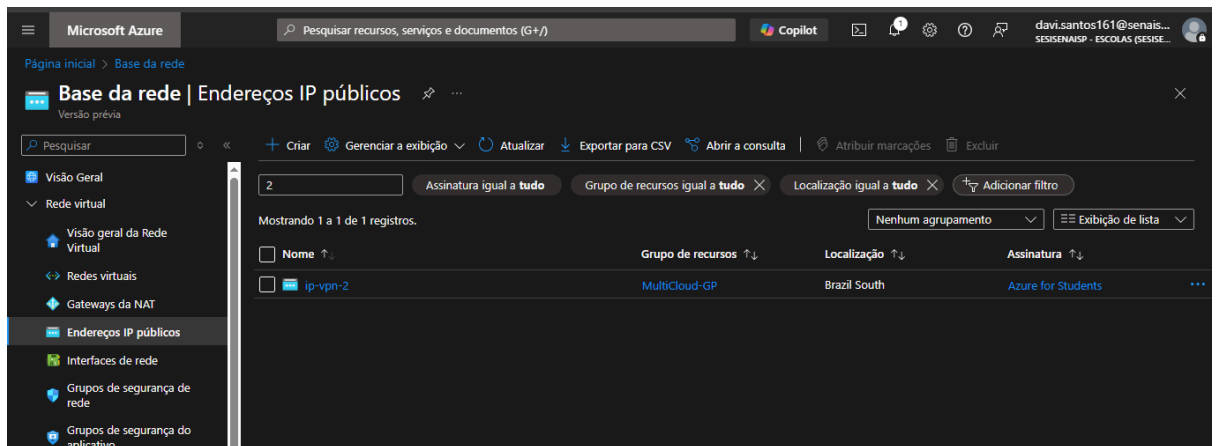 Microsoft Azure
Pesquisar recursos, serviços e documentos (G+/)
Copilot
1
davi.santos161@senais...
SESISENAISP - ESCOLAS (SESISE...
Página inicial > Base da rede
Base da rede | Endereços IP públicos
Versão prévia
Pesquisar
Criar
Gerenciar a exibição
Atualizar
Exportar para CSV
Abrir a consulta
Atribuir marcações
Excluir
Visão Geral
Rede virtual
Visão geral da Rede
Virtual
Redes virtuais
Gateways da NAT
Endereços IP públicos
Interfaces de rede
Grupos de segurança de
rede
Grupos de segurança do
aplicativo
2
Assinatura igual a tudo
Grupo de recursos igual a tudo
Localização igual a tudo
Adicionar filtro
Mostrando 1 a 1 de 1 registros.
Nenhum agrupamento
Exibição de lista
Nome
Grupo de recursos
Localização
Assinatura
ip-vpn-2
MultiCloud-GP
Brazil South
Azure for Students